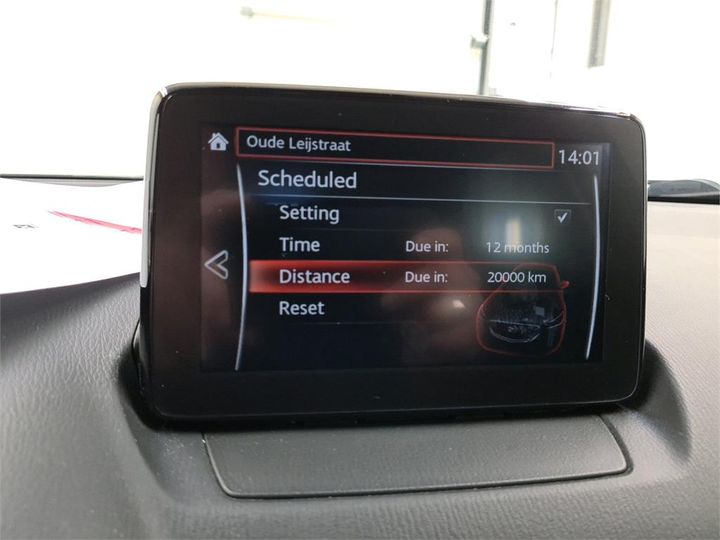 Oude Leijstraat
14:01
Scheduled
Setting
Time Due in: 12 months
Distance Due in: 20000 km
Reset